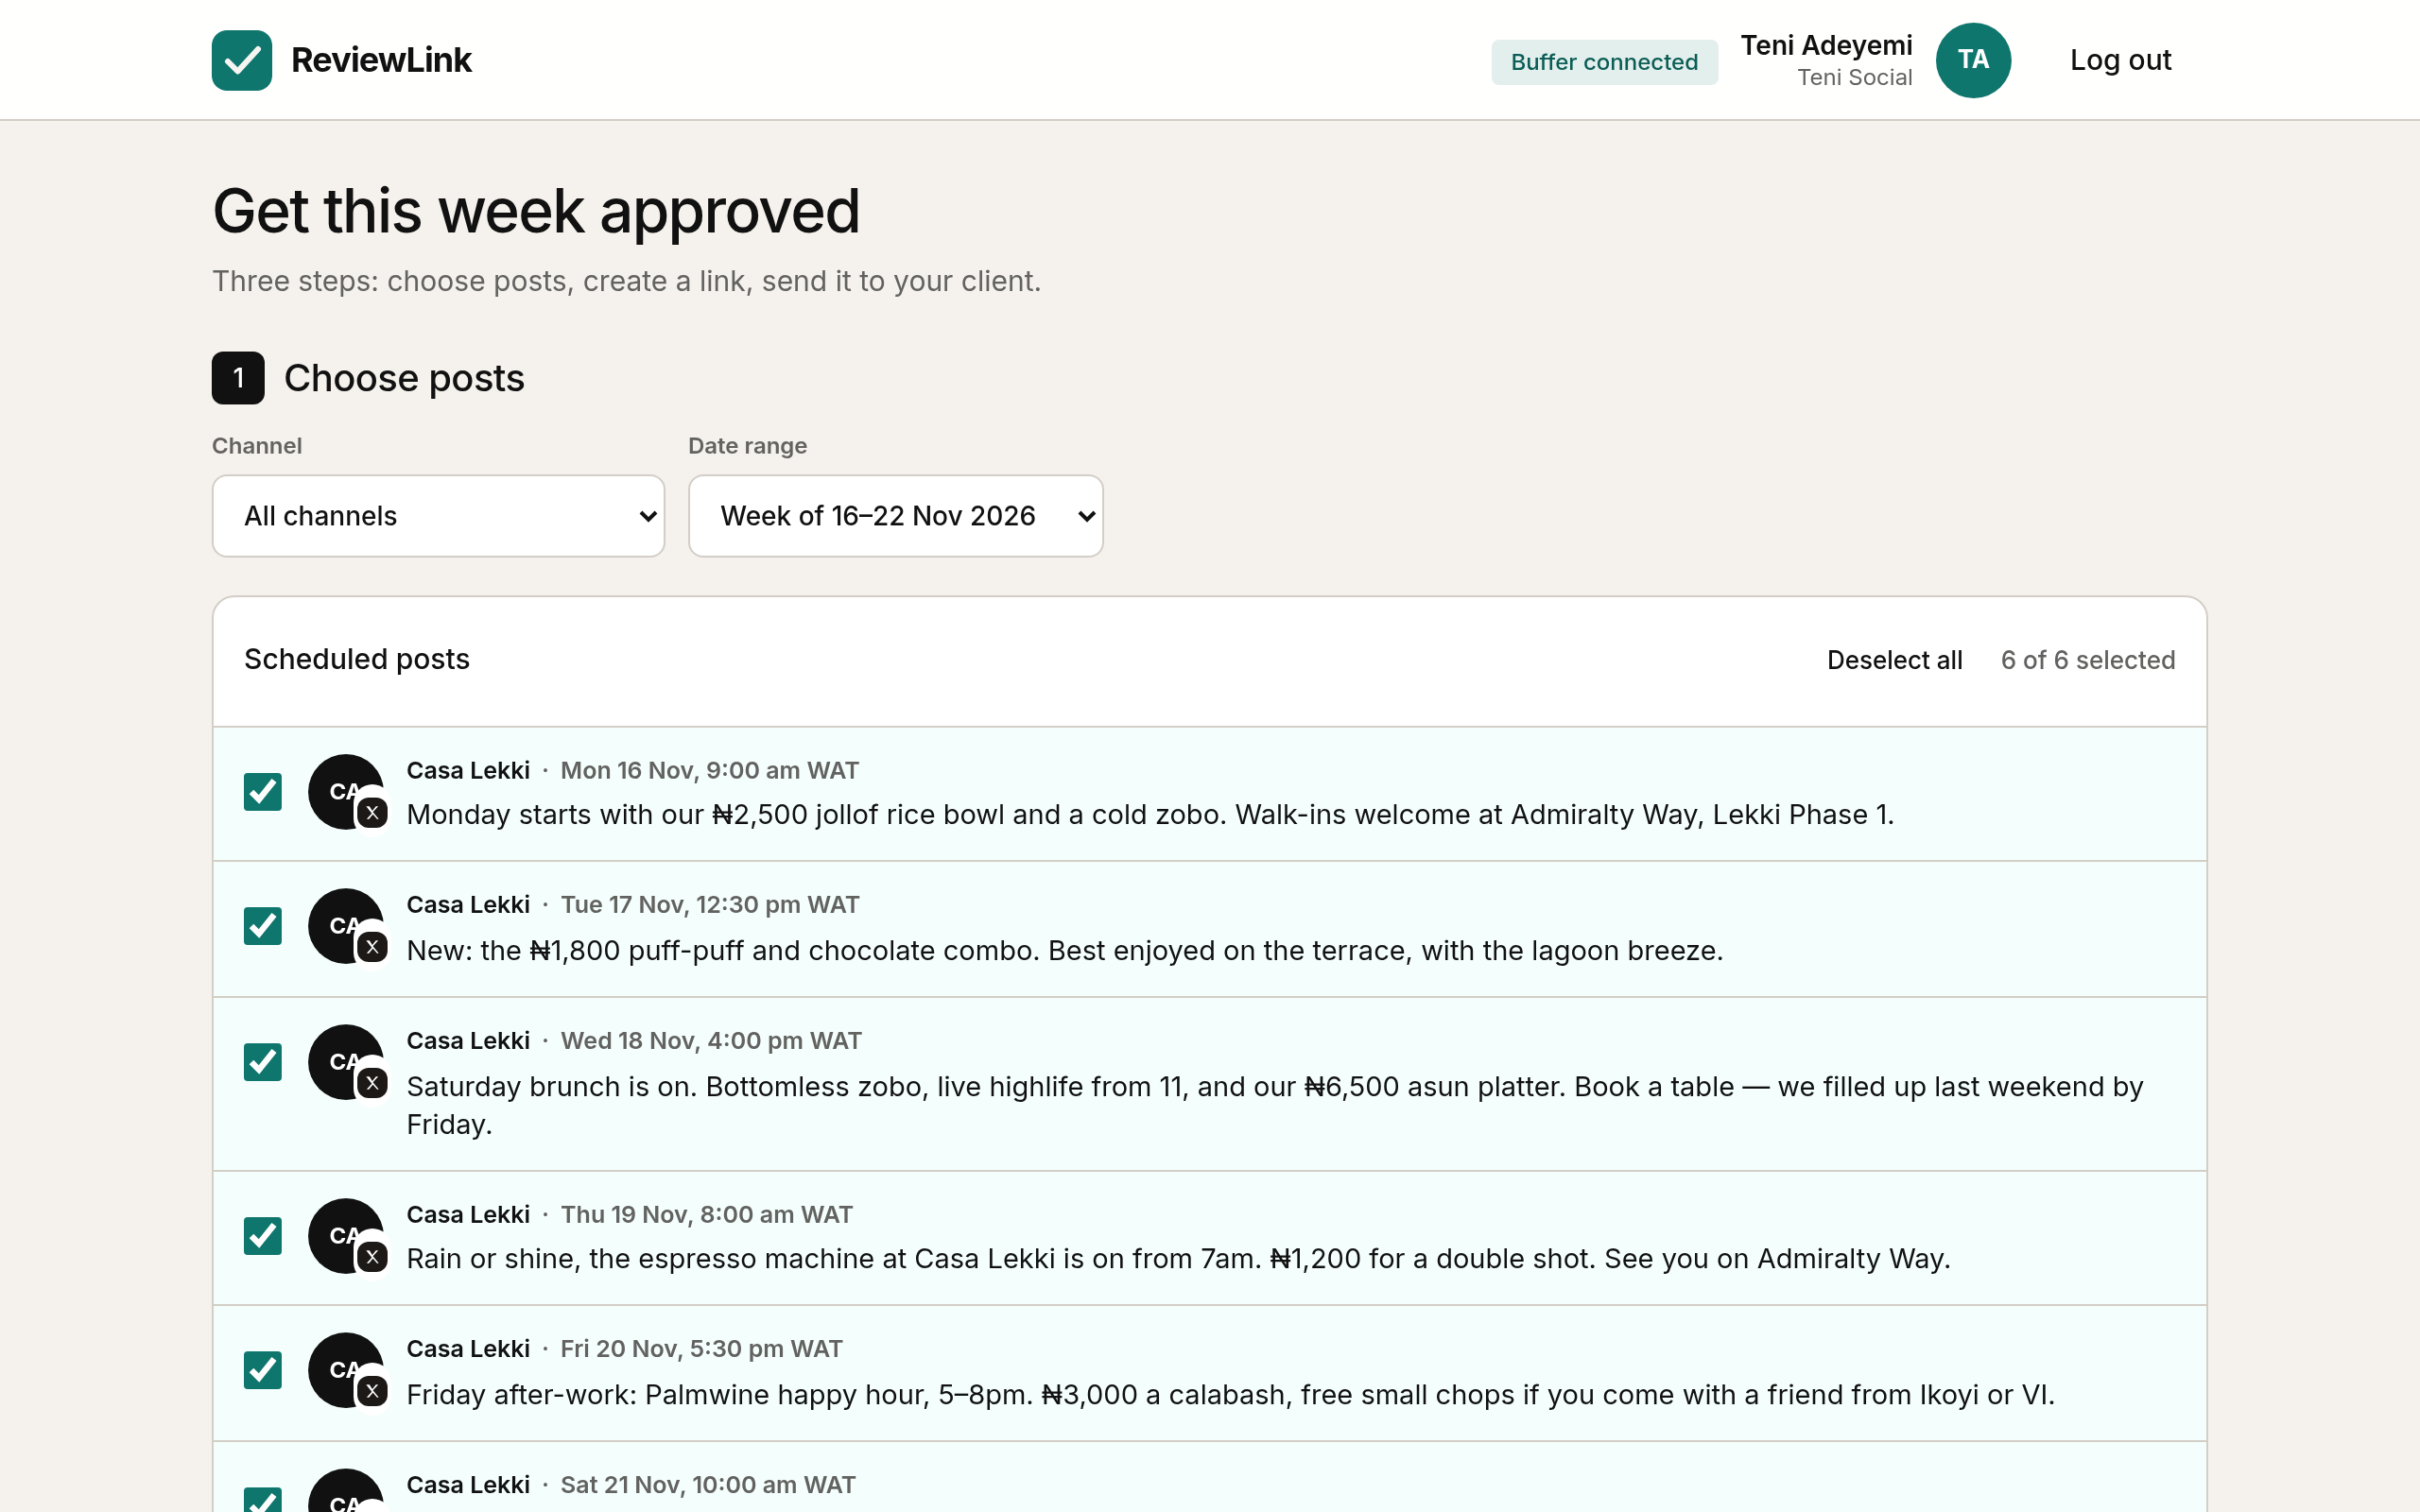 ReviewLink
Buffer connected
Teni Adeyemi
Teni Social
TA
Log out
Get this week approved
Three steps: choose posts, create a link, send it to your client.
1 Choose posts
Channel
Date range
All channels
Week of 16–22 Nov 2026
Scheduled posts
Deselect all
6 of 6 selected
CA X
Casa Lekki · Mon 16 Nov, 9:00 am WAT
Monday starts with our ₦2,500 jollof rice bowl and a cold zobo. Walk-ins welcome at Admiralty Way, Lekki Phase 1.
CA X
Casa Lekki · Tue 17 Nov, 12:30 pm WAT
New: the ₦1,800 puff-puff and chocolate combo. Best enjoyed on the terrace, with the lagoon breeze.
CA X
Casa Lekki · Wed 18 Nov, 4:00 pm WAT
Saturday brunch is on. Bottomless zobo, live highlife from 11, and our ₦6,500 asun platter. Book a table — we filled up last weekend by
Friday.
CA X
Casa Lekki · Thu 19 Nov, 8:00 am WAT
Rain or shine, the espresso machine at Casa Lekki is on from 7am. ₦1,200 for a double shot. See you on Admiralty Way.
CA X
Casa Lekki · Fri 20 Nov, 5:30 pm WAT
Friday after-work: Palmwine happy hour, 5–8pm. ₦3,000 a calabash, free small chops if you come with a friend from Ikoyi or VI.
CA
Casa Lekki · Sat 21 Nov, 10:00 am WAT